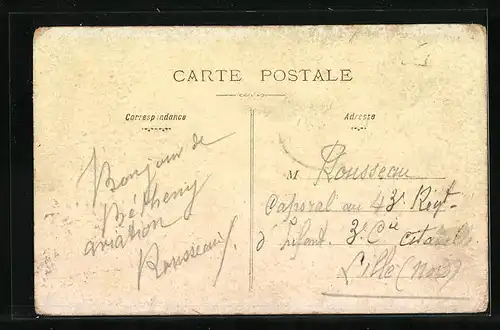 CARTE POSTALE
Correspondance
Adresse
Bonjour de
Bétheny
aviation
Rousseau
M Rousseau
Caporal au 43e Régt
d'Infant. 3e Cie citadelle
Lille (Nord)